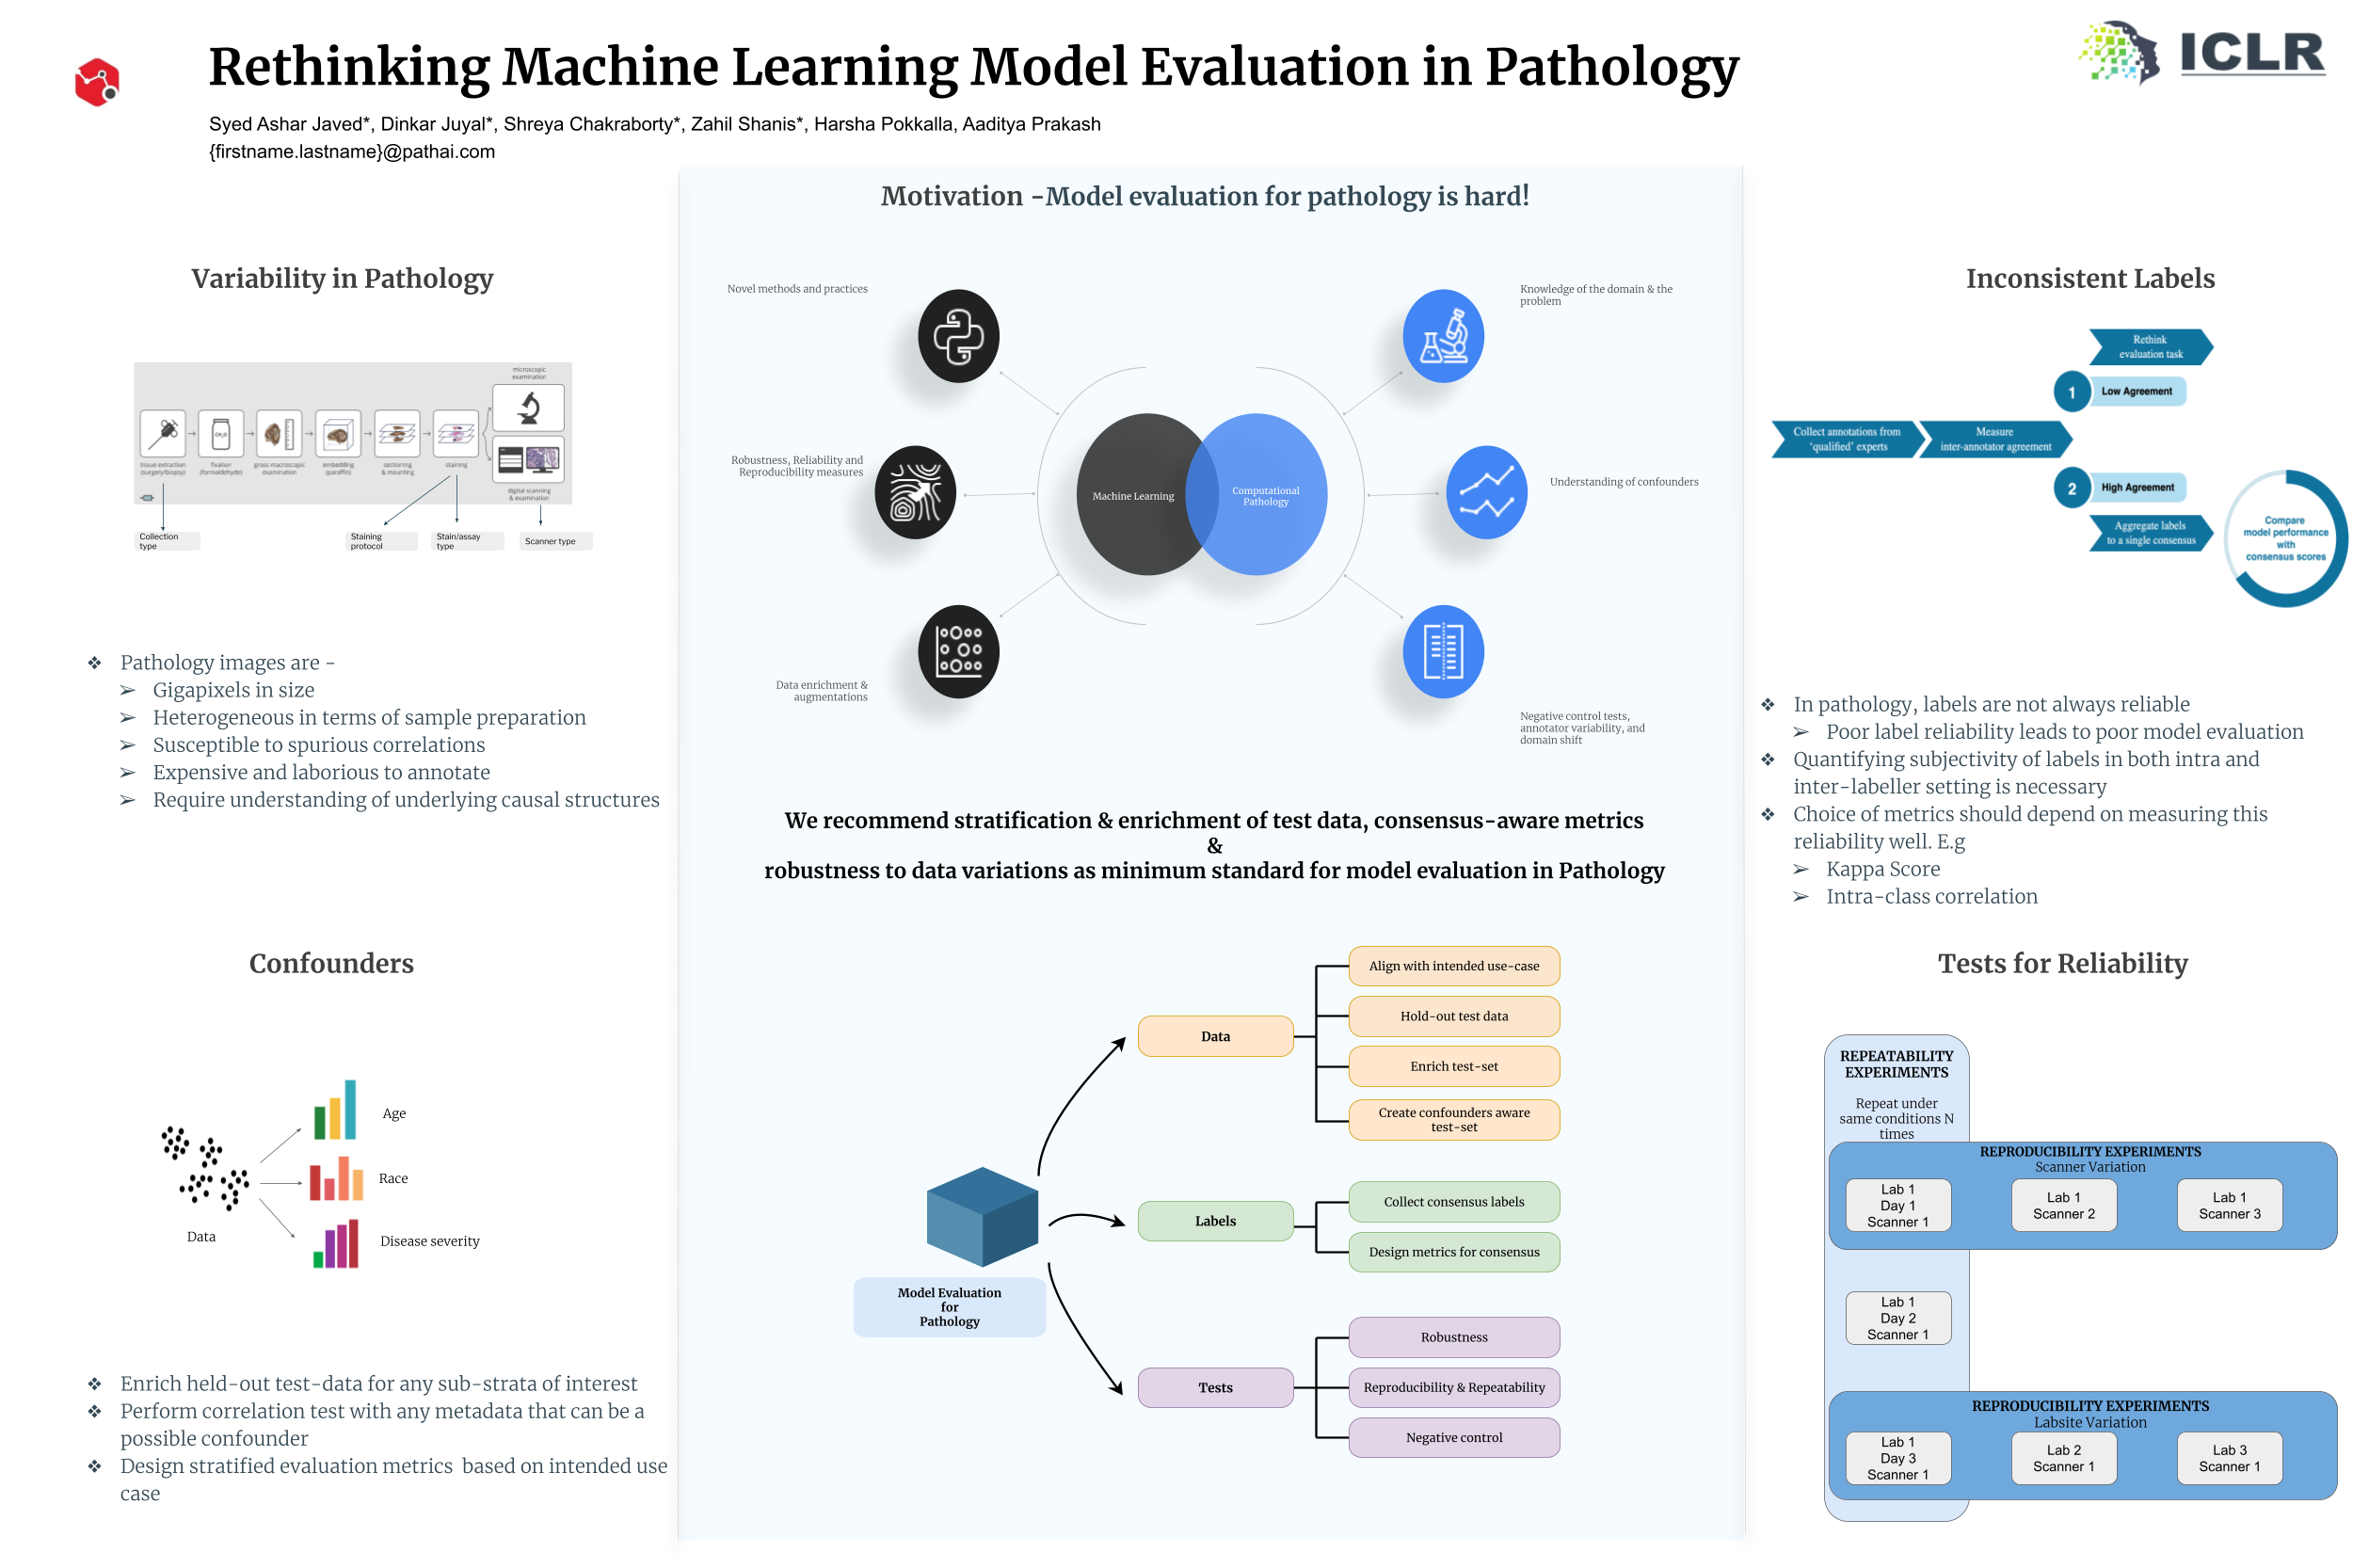 Rethinking Machine Learning Model Evaluation in Pathology
ICLR
Syed Ashar Javed*, Dinkar Juyal*, Shreya Chakraborty*, Zahil Shanis*, Harsha Pokkalla, Aaditya Prakash
{firstname.lastname}@pathai.com
Variability in Pathology
microscopic
examination
CH₂O
tissue extraction
(surgery/biopsy)
fixation
(formaldehyde)
gross macroscopic
examination
embedding
(paraffin)
sectioning
& mounting
staining
digital scanning
& examination
Collection
type
Staining
protocol
Stain/assay
type
Scanner type
❖ Pathology images are -
➢ Gigapixels in size
➢ Heterogeneous in terms of sample preparation
➢ Susceptible to spurious correlations
➢ Expensive and laborious to annotate
➢ Require understanding of underlying causal structures
Confounders
Data
Age
Race
Disease severity
❖ Enrich held-out test-data for any sub-strata of interest
❖ Perform correlation test with any metadata that can be a
possible confounder
❖ Design stratified evaluation metrics based on intended use
case
Motivation -Model evaluation for pathology is hard!
Novel methods and practices
Robustness, Reliability and
Reproducibility measures
Data enrichment &
augmentations
Machine Learning
Computational
Pathology
Knowledge of the domain & the
problem
Understanding of confounders
Negative control tests,
annotator variability, and
domain shift
We recommend stratification & enrichment of test data, consensus-aware metrics
&
robustness to data variations as minimum standard for model evaluation in Pathology
Model Evaluation
for
Pathology
Data
Align with intended use-case
Hold-out test data
Enrich test-set
Create confounders aware
test-set
Labels
Collect consensus labels
Design metrics for consensus
Tests
Robustness
Reproducibility & Repeatability
Negative control
Inconsistent Labels
Collect annotations from
'qualified' experts
Measure
inter-annotator agreement
Rethink
evaluation task
1 Low Agreement
2 High Agreement
Aggregate labels
to a single consensus
Compare
model performance
with
consensus scores
❖ In pathology, labels are not always reliable
➢ Poor label reliability leads to poor model evaluation
❖ Quantifying subjectivity of labels in both intra and
inter-labeller setting is necessary
❖ Choice of metrics should depend on measuring this
reliability well. E.g
➢ Kappa Score
➢ Intra-class correlation
Tests for Reliability
REPEATABILITY
EXPERIMENTS
Repeat under
same conditions N
times
REPRODUCIBILITY EXPERIMENTS
Scanner Variation
Lab 1
Day 1
Scanner 1
Lab 1
Scanner 2
Lab 1
Scanner 3
Lab 1
Day 2
Scanner 1
REPRODUCIBILITY EXPERIMENTS
Labsite Variation
Lab 1
Day 3
Scanner 1
Lab 2
Scanner 1
Lab 3
Scanner 1